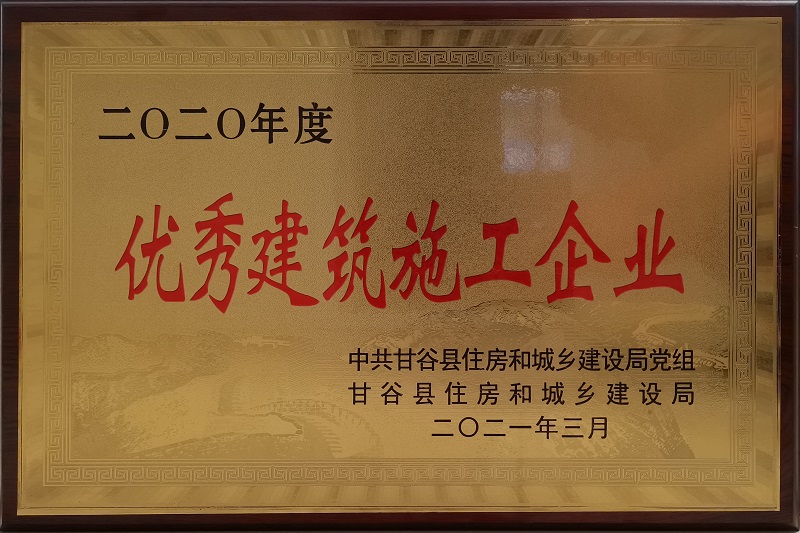 二〇二〇年度
优秀建筑施工企业
中共甘谷县住房和城乡建设局党组
甘谷县住房和城乡建设局
二〇二一年三月